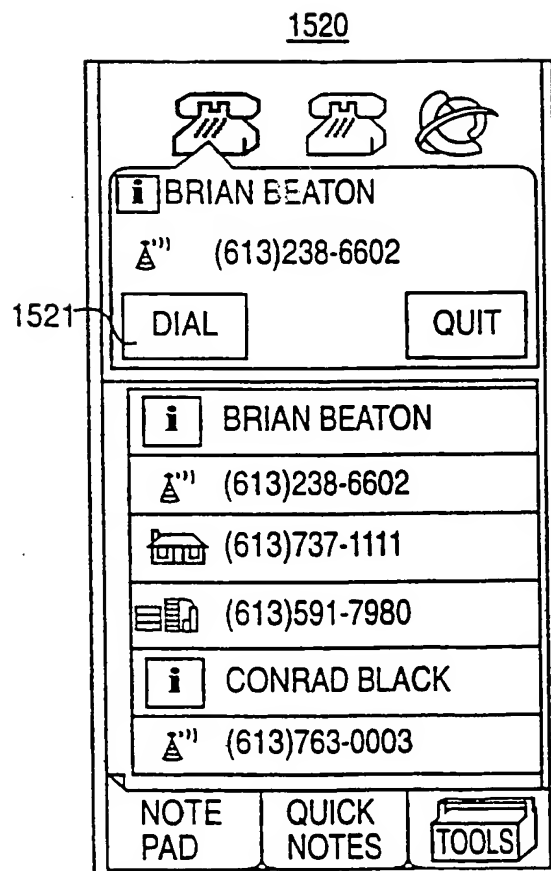 1520
i BRIAN BEATON
(613)238-6602
1521
DIAL
QUIT
i BRIAN BEATON
(613)238-6602
(613)737-1111
(613)591-7980
i CONRAD BLACK
(613)763-0003
NOTE
PAD
QUICK
NOTES
TOOLS